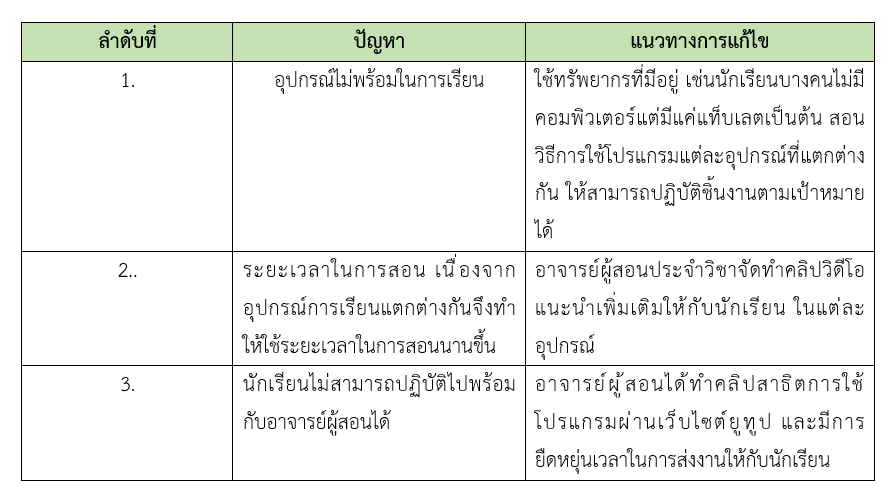 ลำดับที่ ปัญหา แนวทางการแก้ไข
1. อุปกรณ์ไม่พร้อมในการเรียน ใช้ทรัพยากรที่มีอยู่ เช่นนักเรียนบางคนไม่มี
คอมพิวเตอร์แต่มีแค่แท็บเลตเป็นต้น สอน
วิธีการใช้โปรแกรมแต่ละอุปกรณ์ที่แตกต่าง
กัน ให้สามารถปฏิบัติชิ้นงานตามเป้าหมาย
ได้
2.. ระยะเวลาในการสอน เนื่องจาก
อุปกรณ์การเรียนแตกต่างกันจึงทำ
ให้ใช้ระยะเวลาในการสอนนานขึ้น
อาจารย์ผู้สอนประจำวิชาจัดทำคลิปวิดีโอ
แนะนำเพิ่มเติมให้กับนักเรียน ในแต่ละ
อุปกรณ์
3. นักเรียนไม่สามารถปฏิบัติไปพร้อม
กับอาจารย์ผู้สอนได้
อาจารย์ผู้สอนได้ทำคลิปสาธิตการใช้
โปรแกรมผ่านเว็บไซต์ยูทูป และมีการ
ยืดหยุ่นเวลาในการส่งงานให้กับนักเรียน